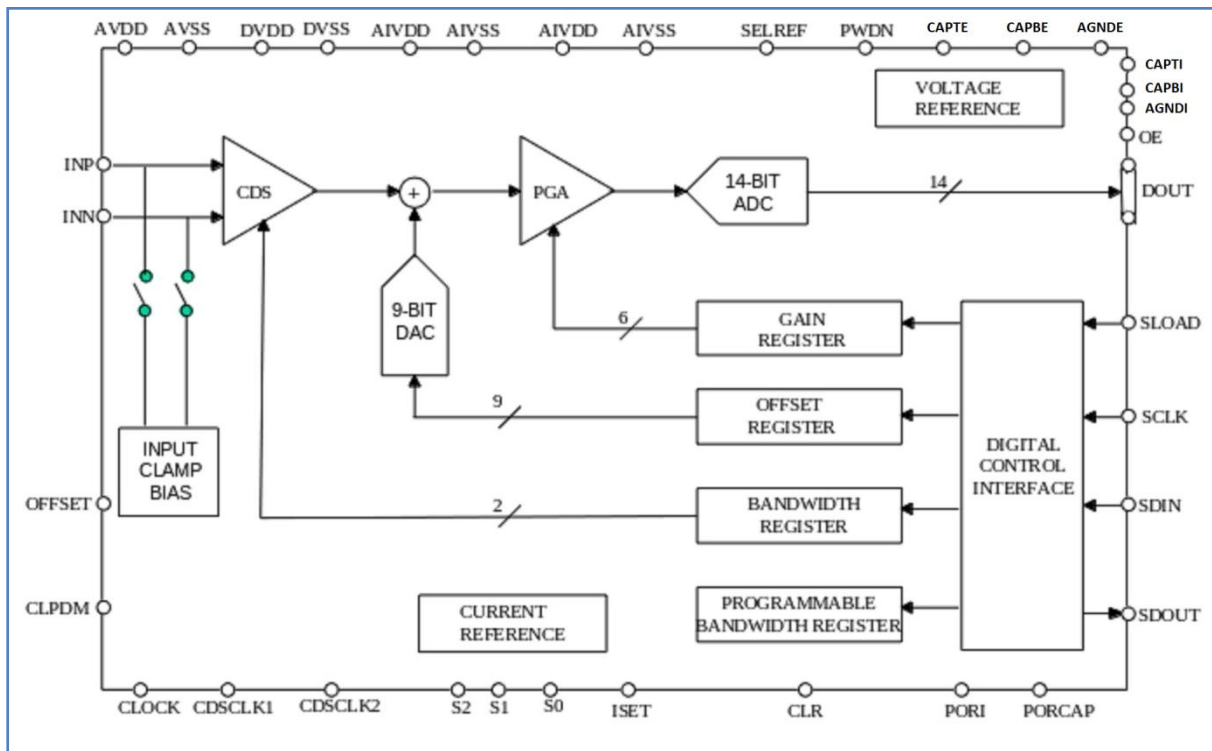 AVDD AVSS DVDD DVSS AIVDD AIVSS AIVDD AIVSS SELREF PWDN CAPTE CAPBE AGNDE
CAPTI
CAPBI
AGNDI
OE
VOLTAGE
REFERENCE
INP
INN
CDS
+
PGA
14-BIT
ADC
14
DOUT
9-BIT
DAC
6
GAIN
REGISTER
SLOAD
9
OFFSET
REGISTER
SCLK
DIGITAL
CONTROL
INTERFACE
INPUT
CLAMP
BIAS
OFFSET
2
BANDWIDTH
REGISTER
SDIN
CLPDM
CURRENT
REFERENCE
PROGRAMMABLE
BANDWIDTH REGISTER
SDOUT
CLOCK CDSCLK1 CDSCLK2 S2 S1 S0 ISET CLR PORI PORCAP